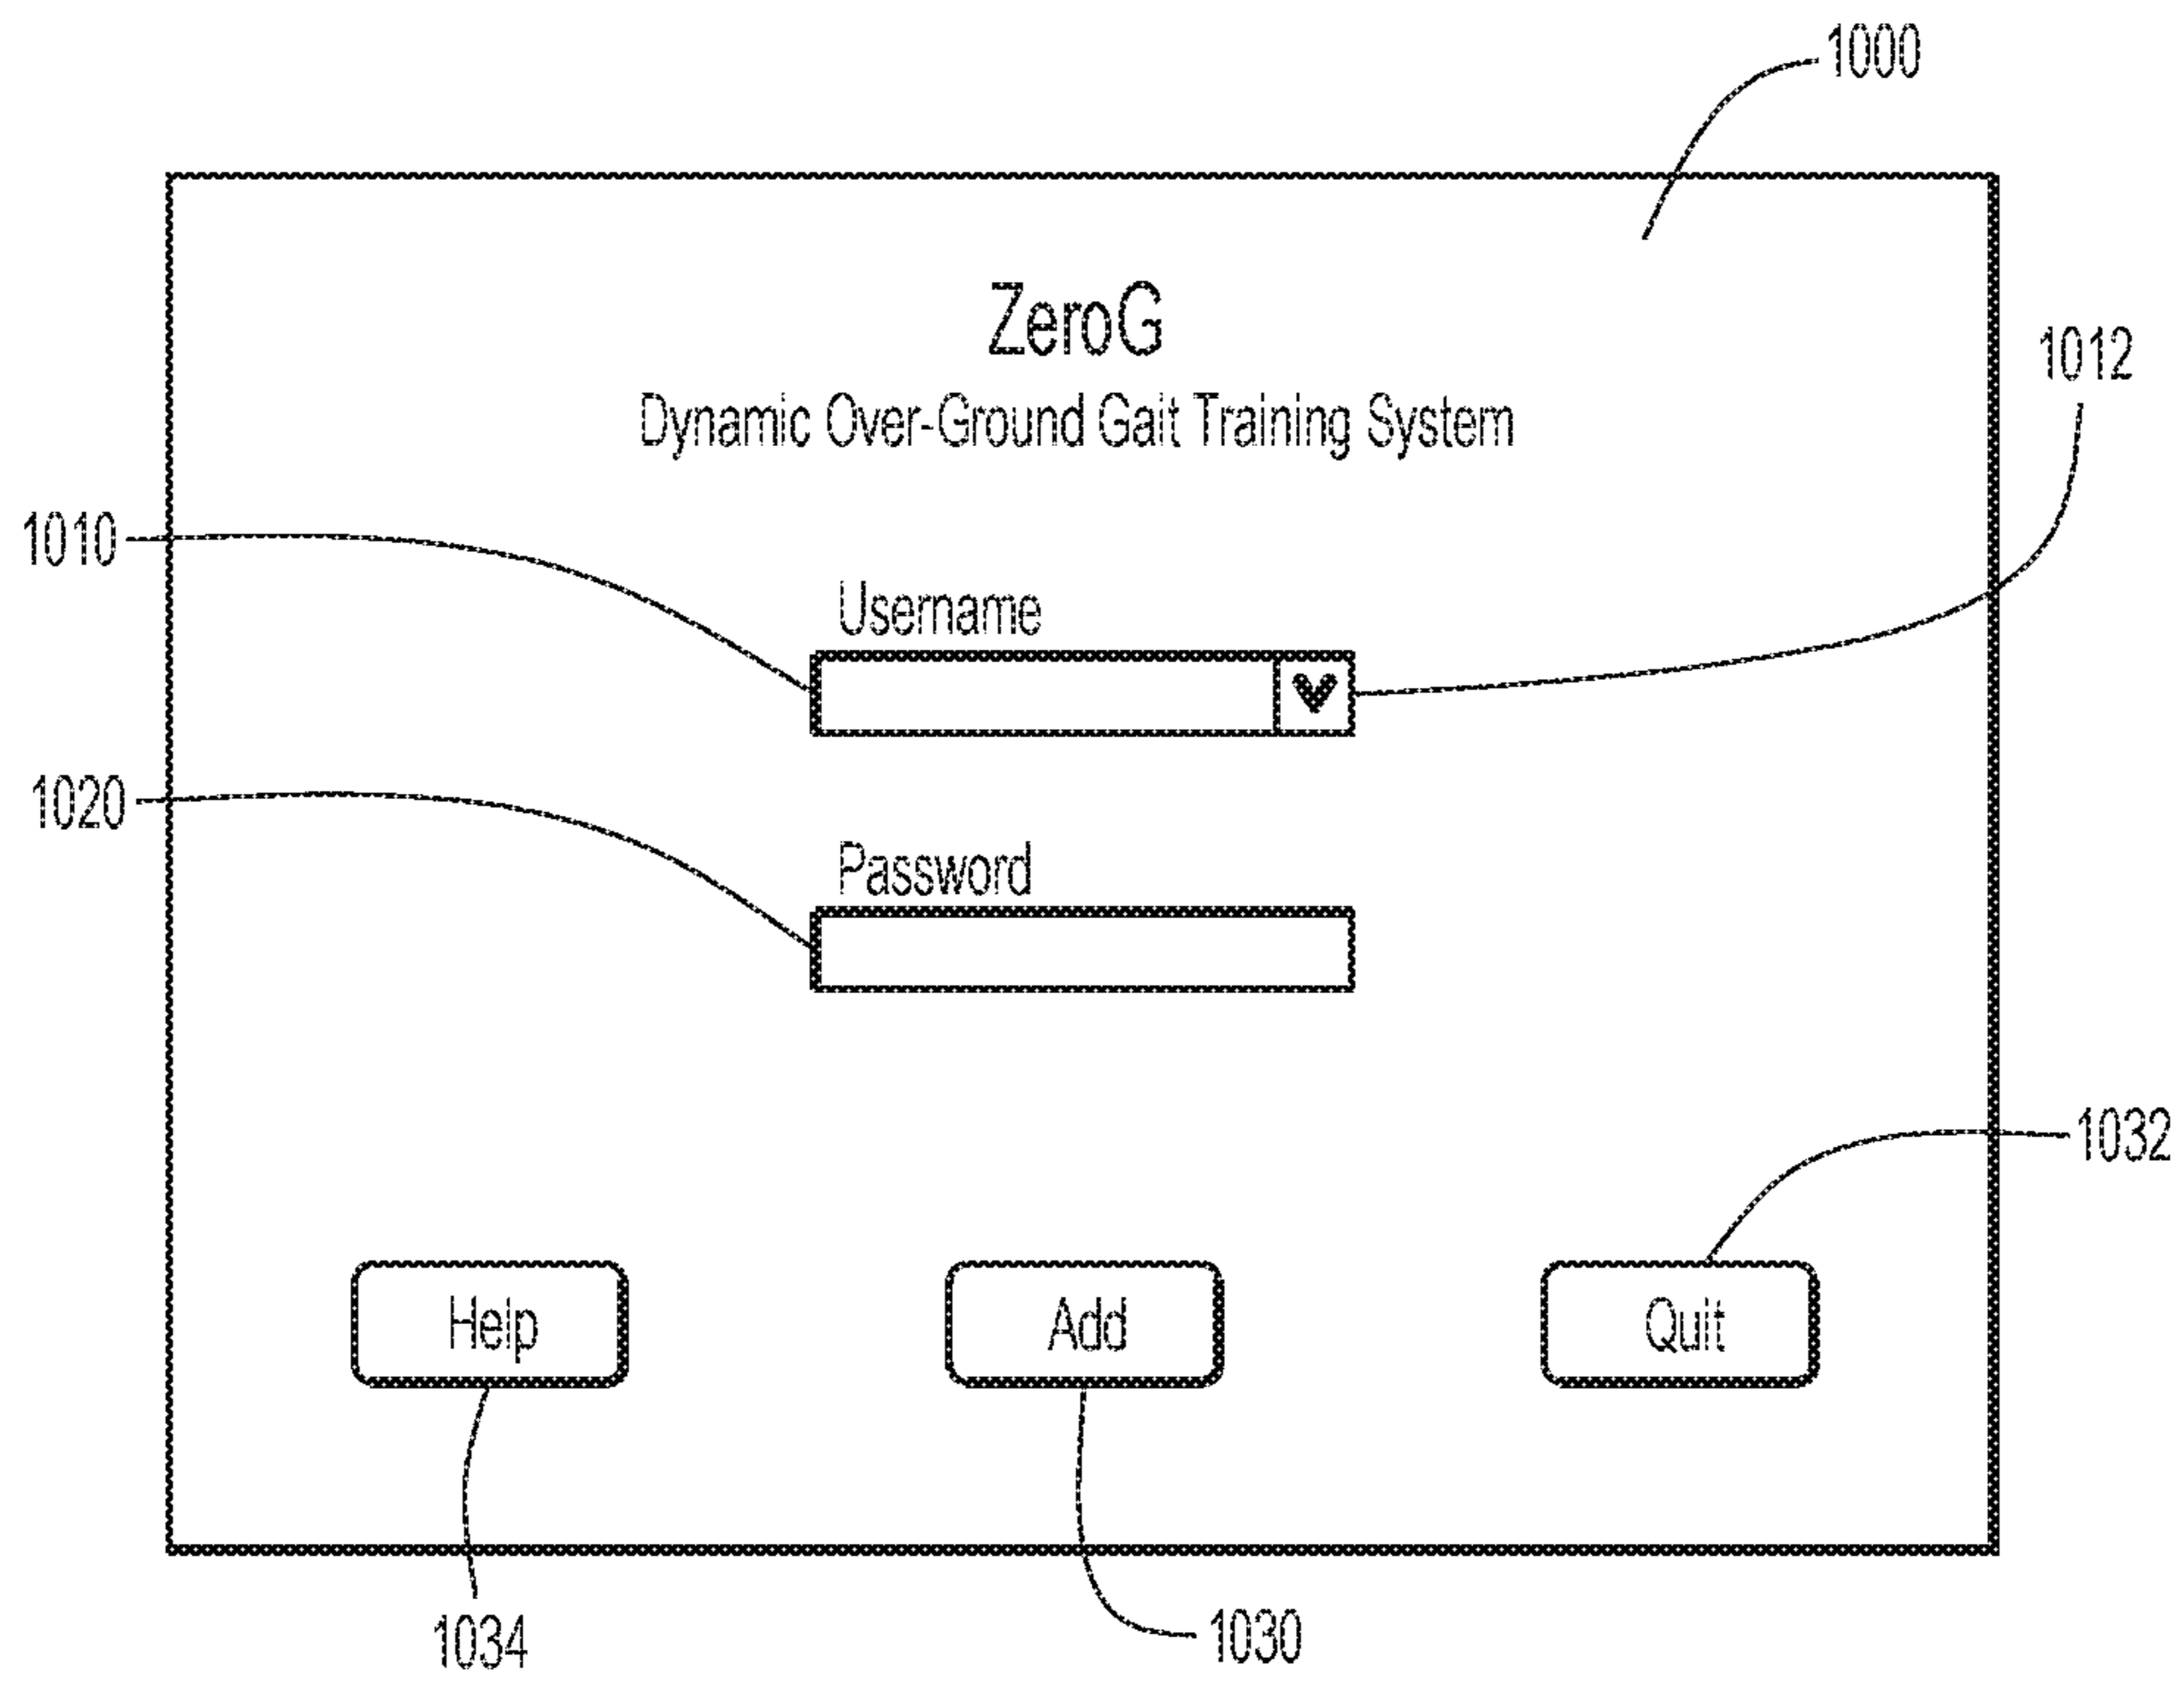 1000
ZeroG
1012
Dynamic Over-Ground Gait Training System
1010
Username
1020
Password
1032
Help
Add
Quit
1034
1030